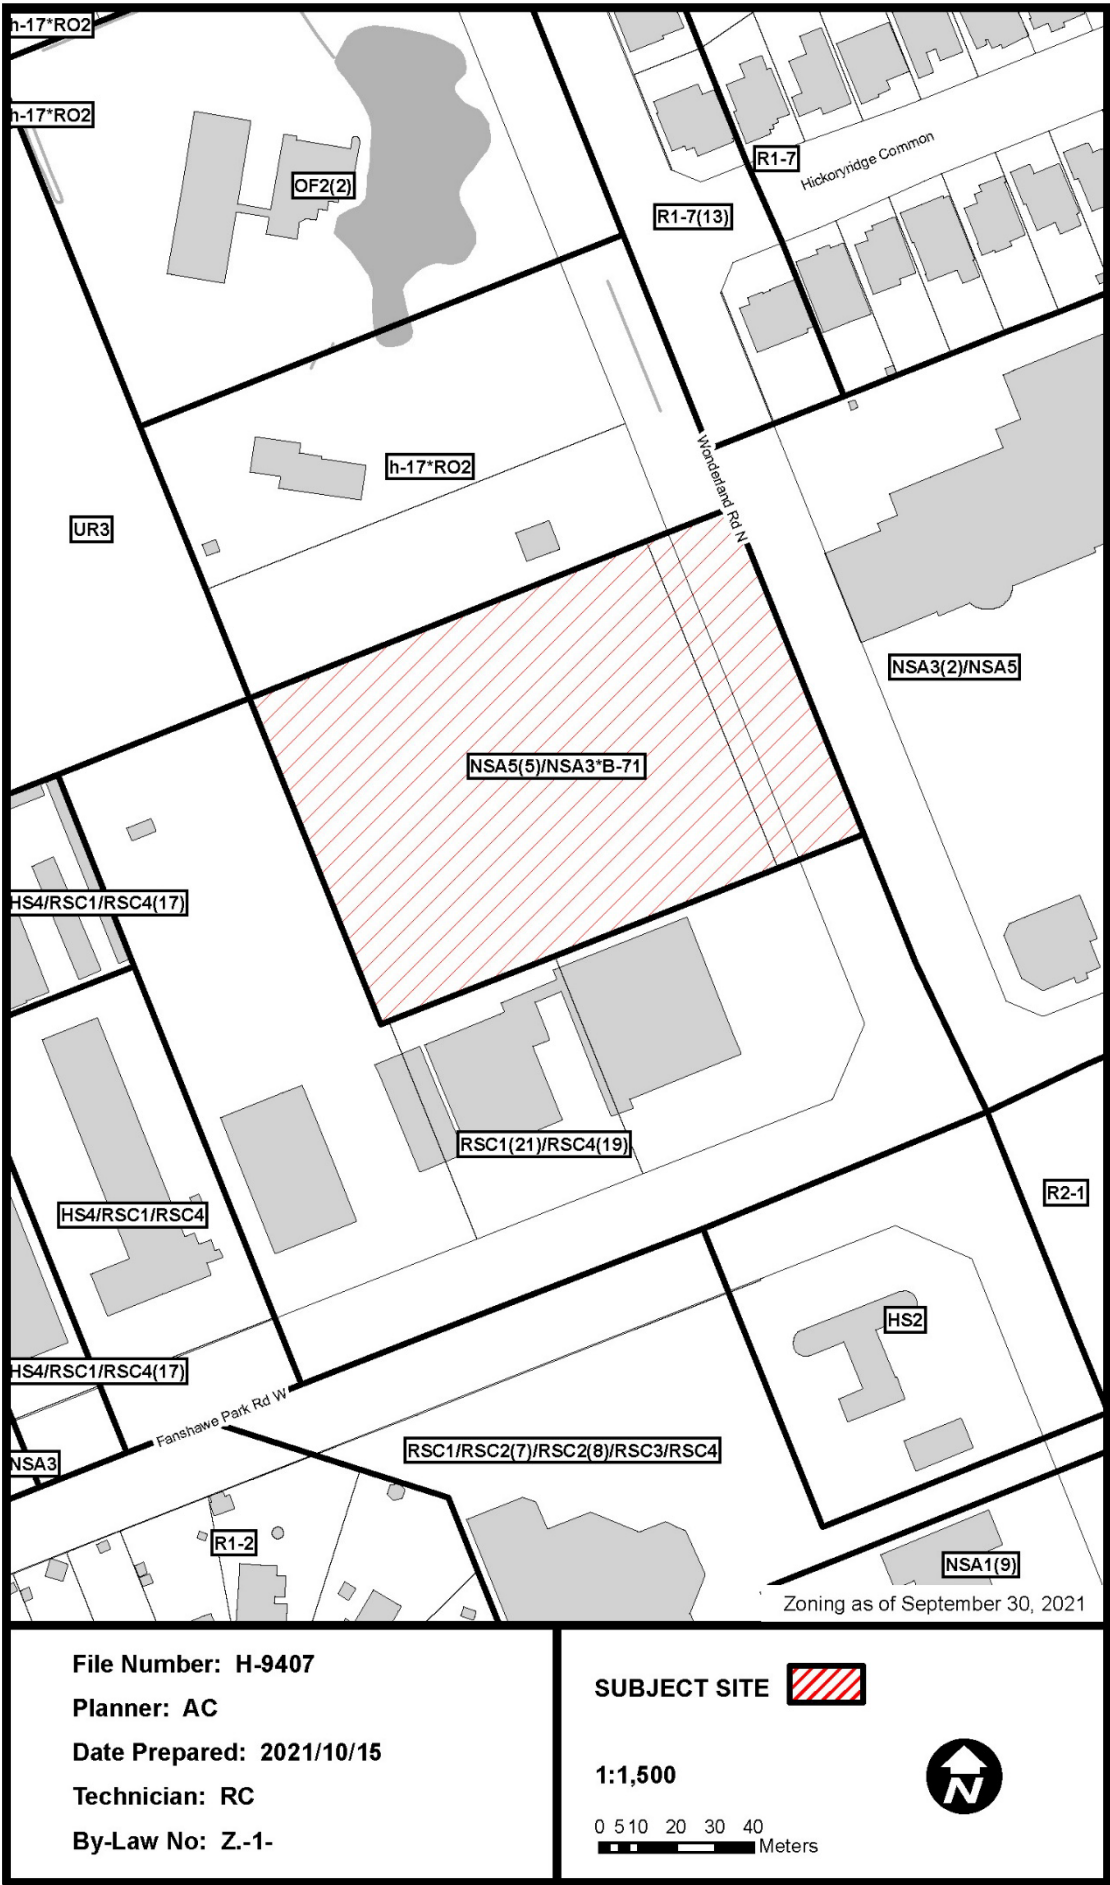 h-17*RO2
h-17*RO2
OF2(2)
R1-7
Hickoryridge Common
R1-7(13)
Wonderland Rd N
h-17*RO2
UR3
NSA3(2)/NSA5
NSA5(5)/NSA3*B-71
HS4/RSC1/RSC4(17)
RSC1(21)/RSC4(19)
R2-1
HS4/RSC1/RSC4
HS2
HS4/RSC1/RSC4(17)
Fanshawe Park Rd W
RSC1/RSC2(7)/RSC2(8)/RSC3/RSC4
NSA3
R1-2
NSA1(9)
Zoning as of September 30, 2021
File Number: H-9407
Planner: AC
Date Prepared: 2021/10/15
Technician: RC
By-Law No: Z.-1-
SUBJECT SITE
1:1,500
N
0 5 10 20 30 40
Meters